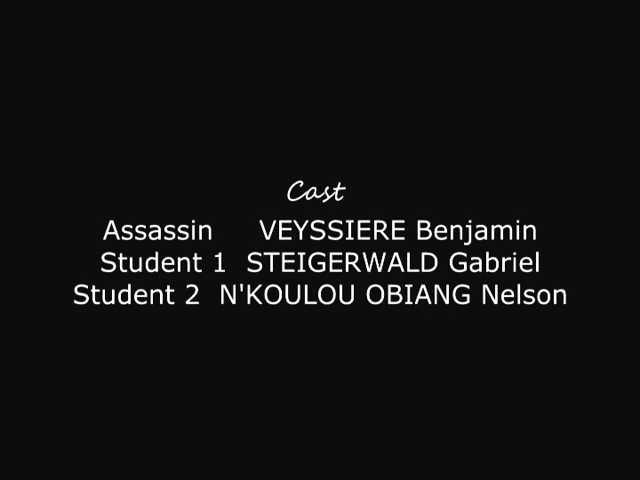 Cast
Assassin VEYSSIERE Benjamin
Student 1 STEIGERWALD Gabriel
Student 2 N'KOULOU OBIANG Nelson